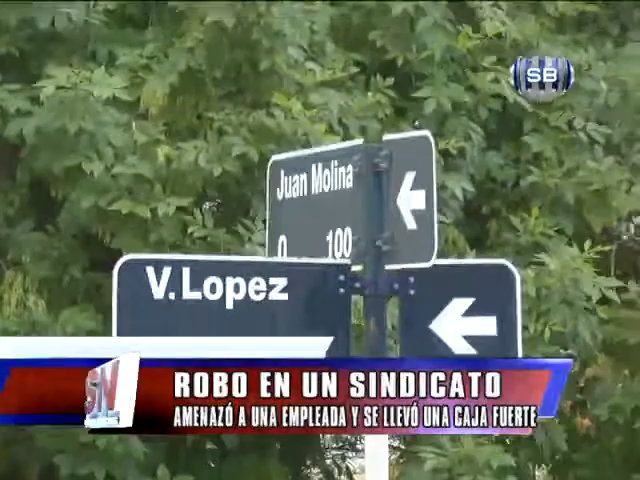 SB
Juan Molina
0 100
V. Lopez
SN
ROBO EN UN SINDICATO
AMENAZÓ A UNA EMPLEADA Y SE LLEVÓ UNA CAJA FUERTE